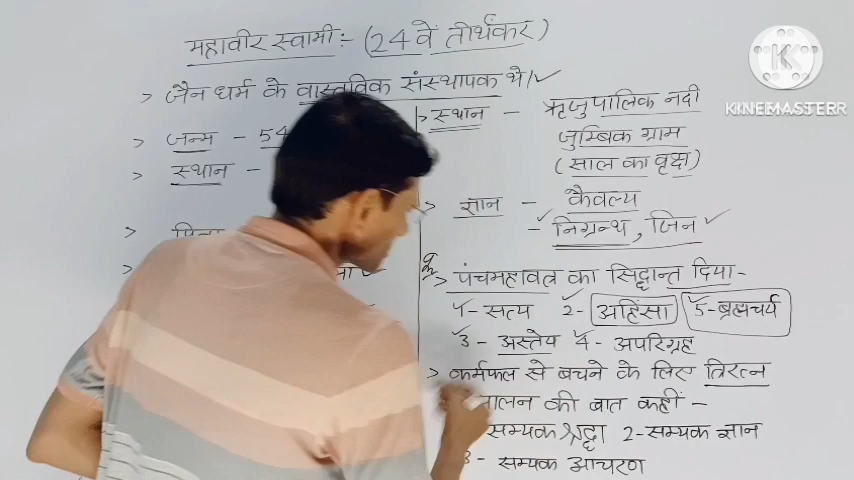 महावीर स्वामी :- (24 वें तीर्थंकर)
> जैन धर्म के वास्तविक संस्थापक थे।
> जन्म - 54
> स्थान -
> पिता
> स्थान - ऋजुपालिक नदी
जुम्बिक ग्राम
(साल का वृक्ष)
> ज्ञान - कैवल्य
- निग्रन्थ, जिन
> पंचमहाव्रत का सिद्धान्त दिया-
1- सत्य 2- अहिंसा 5- ब्रह्मचर्य
3- अस्तेय 4- अपरिग्रह
> कर्मफल से बचने के लिए त्रिरत्न
पालन की बात कहीं -
सम्यक श्रद्धा 2- सम्यक ज्ञान
3- सम्यक आचरण
K
KINEMASTER